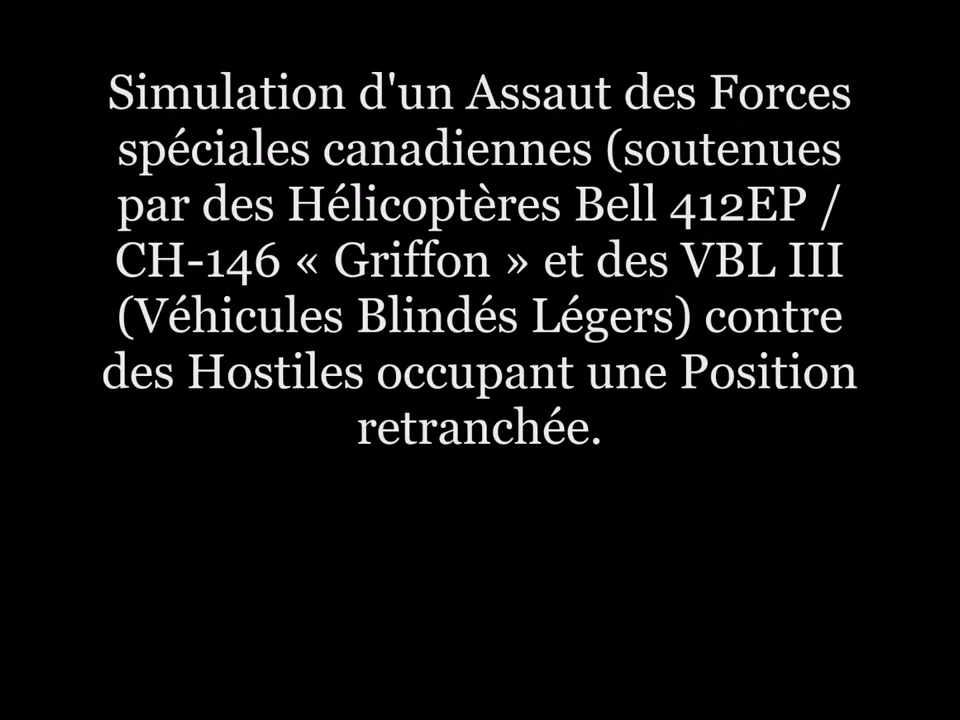 Simulation d'un Assaut des Forces
spéciales canadiennes (soutenues
par des Hélicoptères Bell 412EP /
CH-146 « Griffon » et des VBL III
(Véhicules Blindés Légers) contre
des Hostiles occupant une Position
retranchée.